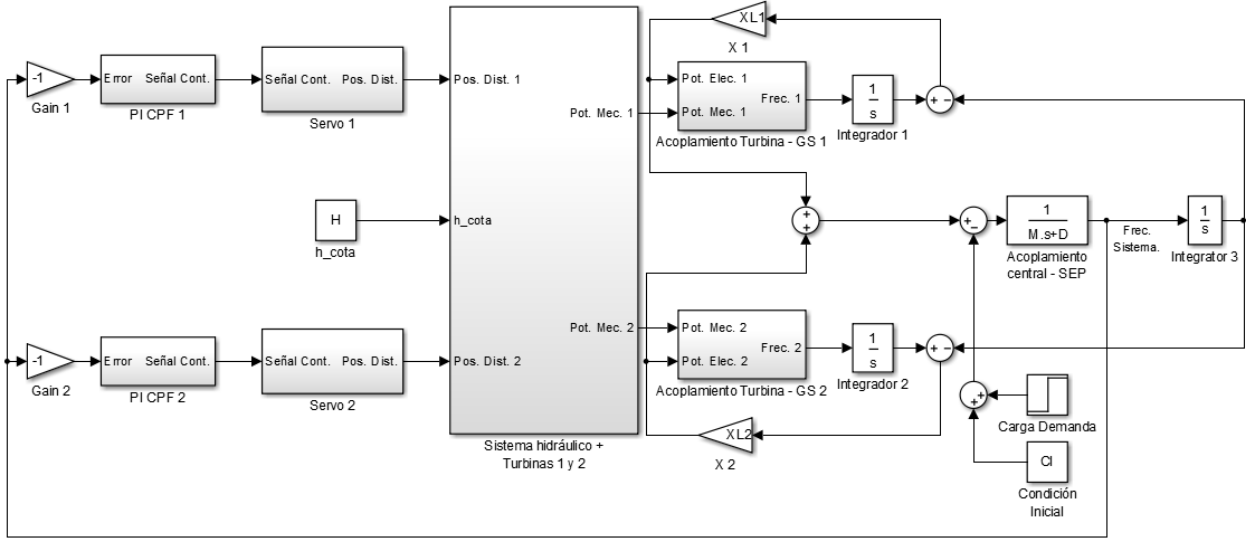 XL1
X 1
-1
Gain 1
Error Señal Cont.
PI CPF 1
Señal Cont. Pos. Dist.
Servo 1
Pos. Dist. 1
Pot. Mec. 1
Pot. Elec. 1
Pot. Mec. 1
Frec. 1
Acoplamiento Turbina - GS 1
1
s
Integrador 1
+ -
H
h_cota
h_cota
+
+
+
-
1
M.s+D
Acoplamiento
central - SEP
Frec.
Sistema.
1
s
Integrator 3
-1
Gain 2
Error Señal Cont.
PI CPF 2
Señal Cont. Pos. Dist.
Servo 2
Pos. Dist. 2
Pot. Mec. 2
Sistema hidráulico +
Turbinas 1 y 2
Pot. Mec. 2
Pot. Elec. 2
Frec. 2
Acoplamiento Turbina - GS 2
1
s
Integrador 2
+ -
XL2
X 2
+
+
Carga Demanda
CI
Condición
Inicial